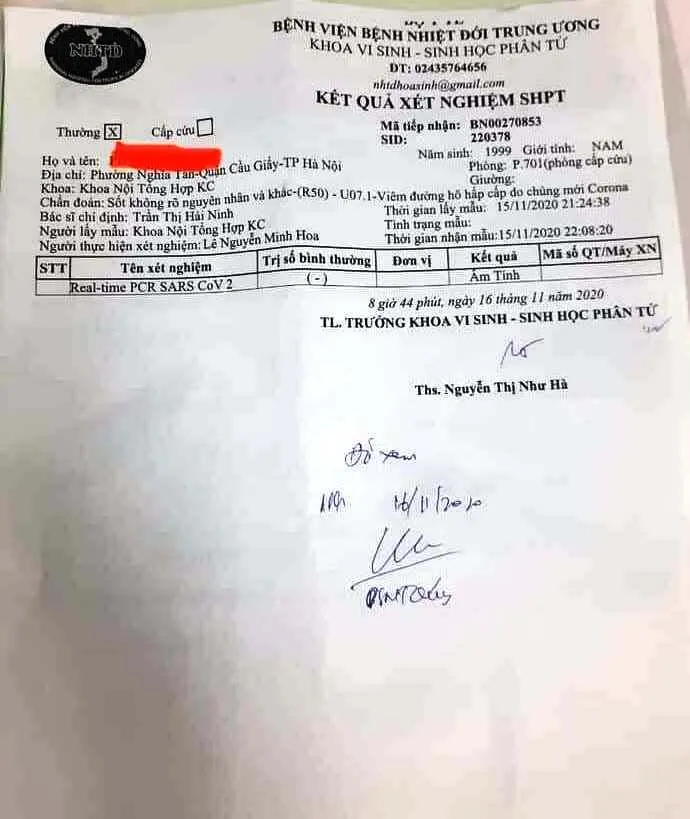 NHTD
BỆNH VIỆN BỆNH NHIỆT ĐỚI TRUNG ƯƠNG
KHOA VI SINH - SINH HỌC PHÂN TỬ
ĐT: 02435764656
nhtdhoasinh@gmail.com
KẾT QUẢ XÉT NGHIỆM SHPT
Thường X Cấp cứu
Mã tiếp nhận: BN00270853
SID: 220378
Họ và tên: Năm sinh: 1999 Giới tính: NAM
Địa chỉ: Phường Nghĩa Tân-Quận Cầu Giấy-TP Hà Nội Phòng: P.701(phòng cấp cứu)
Khoa: Khoa Nội Tổng Hợp KC Giường:
Chẩn đoán: Sốt không rõ nguyên nhân và khác-(R50) - U07.1-Viêm đường hô hấp cấp do chủng mới Corona
Bác sĩ chỉ định: Trần Thị Hải Ninh Thời gian lấy mẫu: 15/11/2020 21:24:38
Người lấy mẫu: Khoa Nội Tổng Hợp KC Tình trạng mẫu:
Người thực hiện xét nghiệm: Lê Nguyễn Minh Hoa Thời gian nhận mẫu:15/11/2020 22:08:20
STT Tên xét nghiệm Trị số bình thường Đơn vị Kết quả Mã số QT/Máy XN
Real-time PCR SARS CoV 2 (-) Âm Tính
8 giờ 44 phút, ngày 16 tháng 11 năm 2020
TL. TRƯỞNG KHOA VI SINH - SINH HỌC PHÂN TỬ
Ths. Nguyễn Thị Như Hà
Đã xem
16/11/2020